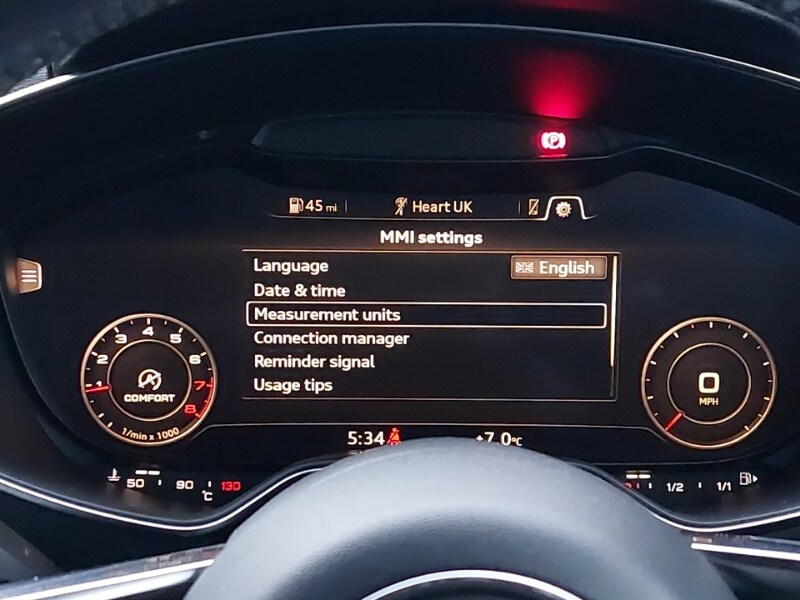 P
45 mi
Heart UK
MMI settings
Language
English
Date & time
Measurement units
Connection manager
Reminder signal
Usage tips
1 2 3 4 5 6 7 8
COMFORT
1/min x 1000
0
MPH
5:34
+7.0°C
50 90 130
°C
1/2 1/1